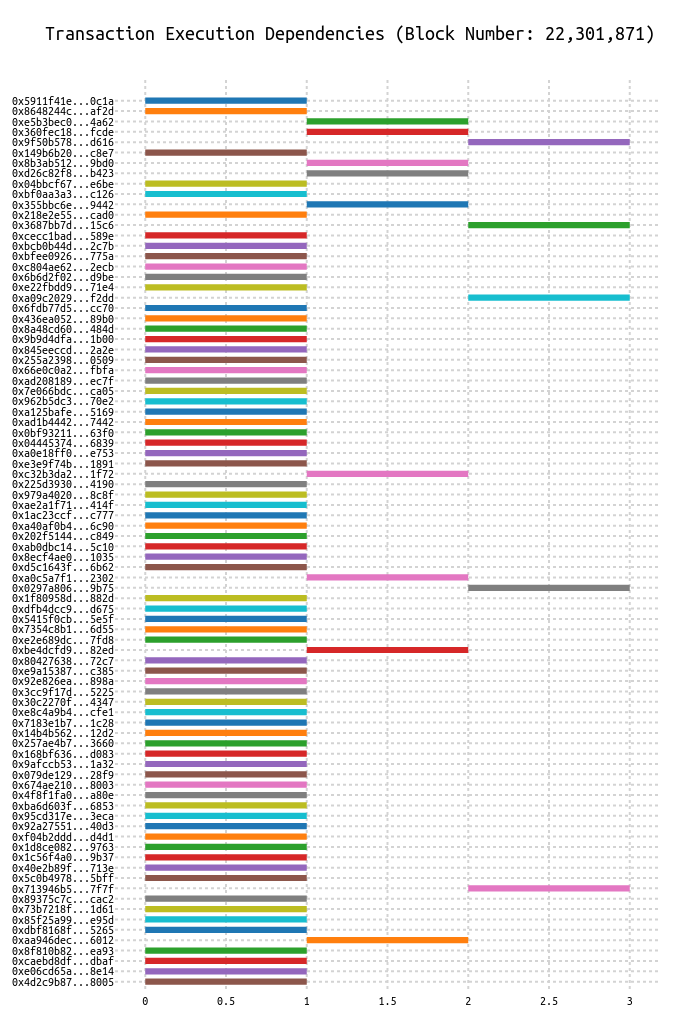 Transaction Execution Dependencies (Block Number: 22,301,871)
0x5911f41e...0c1a
0x8648244c...af2d
0xe5b3bec0...4a62
0x360fec18...fcde
0x9f50b578...d616
0x149b6b20...c8e7
0x8b3ab512...9bd0
0xd26c82f8...b423
0x04bbcf67...e6be
0xbf0aa3a3...c126
0x355bbc6e...9442
0x218e2e55...cad0
0x3687bb7d...15c6
0xcecc1bad...589e
0xbcb0b44d...2c7b
0xbfee0926...775a
0xc804ae62...2ecb
0x6b6d2f02...d9be
0xe22fbdd9...71e4
0xa09c2029...f2dd
0x6fdb77d5...cc70
0x436ea052...89b0
0x8a48cd60...484d
0x9b9d4dfa...1b00
0x845eeccd...2a2e
0x255a2398...0509
0x66e0c0a2...fbfa
0xad208189...ec7f
0x7e066bdc...ca05
0x962b5dc3...70e2
0xa125bafe...5169
0xad1b4442...7442
0x0bf93211...63f0
0x04445374...6839
0xa0e18ff0...e753
0xe3e9f74b...1891
0xc32b3da2...1f72
0x225d3930...4190
0x979a4020...8c8f
0xae2a1f71...414f
0x1ac23ccf...c777
0xa40af0b4...6c90
0x202f5144...c849
0xab0dbc14...5c10
0x8ecf4ae0...1035
0xd5c1643f...6b62
0xa0c5a7f1...2302
0x0297a806...9b75
0x1f80958d...882d
0xdfb4dcc9...d675
0x5415f0cb...5e5f
0x7354c8b1...6d55
0xe2e689dc...7fd8
0xbe4dcfd9...82ed
0x80427638...72c7
0xe9a15387...c385
0x92e826ea...898a
0x3cc9f17d...5225
0x30c2270f...4347
0xe8c4a9b4...cfe1
0x7183e1b7...1c28
0x14b4b562...12d2
0x257ae4b7...3660
0x168bf636...d083
0x9afccb53...1a32
0x079de129...28f9
0x674ae210...8003
0x4f8f1fa0...a80e
0xba6d603f...6853
0x95cd317e...3eca
0x92a27551...40d3
0xf04b2ddd...d4d1
0x1d8ce082...9763
0x1c56f4a0...9b37
0x40e2b89f...713e
0x5c0b4978...5bff
0x713946b5...7f7f
0x89375c7c...cac2
0x73b7218f...1d61
0x85f25a99...e95d
0xdbf8168f...5265
0xaa946dec...6012
0x8f810b82...ea93
0xcaebd8df...dbaf
0xe06cd65a...8e14
0x4d2c9b87...8005
0 0.5 1 1.5 2 2.5 3